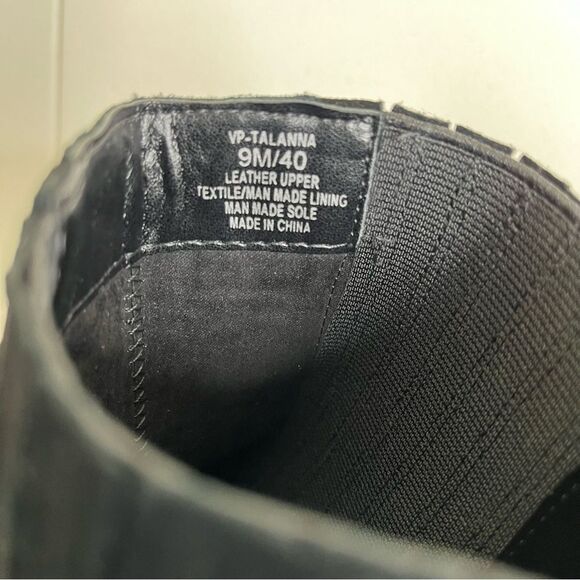 VP-TALANNA
9M/40
LEATHER UPPER
TEXTILE/MAN MADE LINING
MAN MADE SOLE
MADE IN CHINA